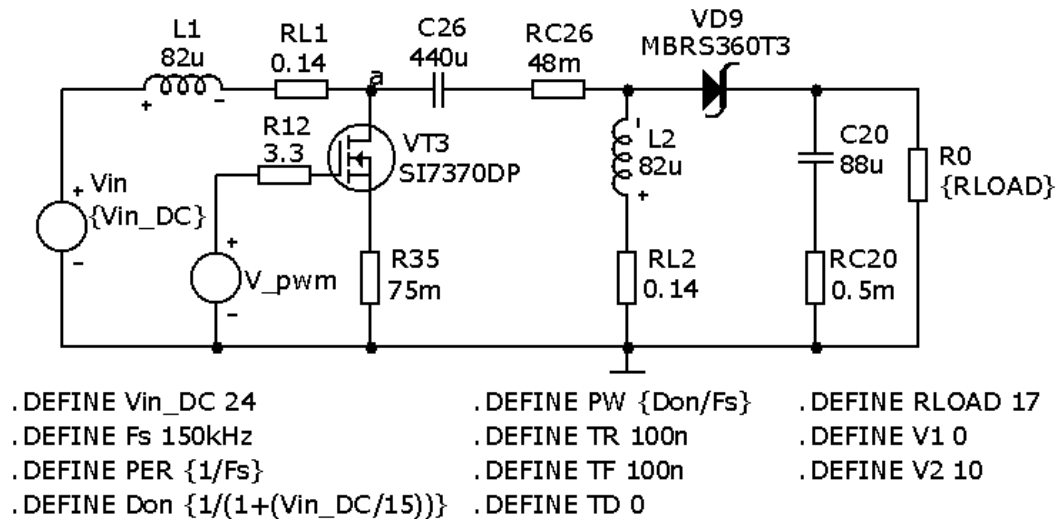 L1
82u
RL1
0.14
a
C26
440u
RC26
48m
VD9
MBRS360T3
R12
3.3
VT3
SI7370DP
L2
82u
C20
88u
R0
{RLOAD}
+ Vin
{Vin_DC}
V_pwm
R35
75m
RL2
0.14
RC20
0.5m
.DEFINE Vin_DC 24
.DEFINE Fs 150kHz
.DEFINE PER {1/Fs}
.DEFINE Don {1/(1+(Vin_DC/15))}
.DEFINE PW {Don/Fs}
.DEFINE TR 100n
.DEFINE TF 100n
.DEFINE TD 0
.DEFINE RLOAD 17
.DEFINE V1 0
.DEFINE V2 10